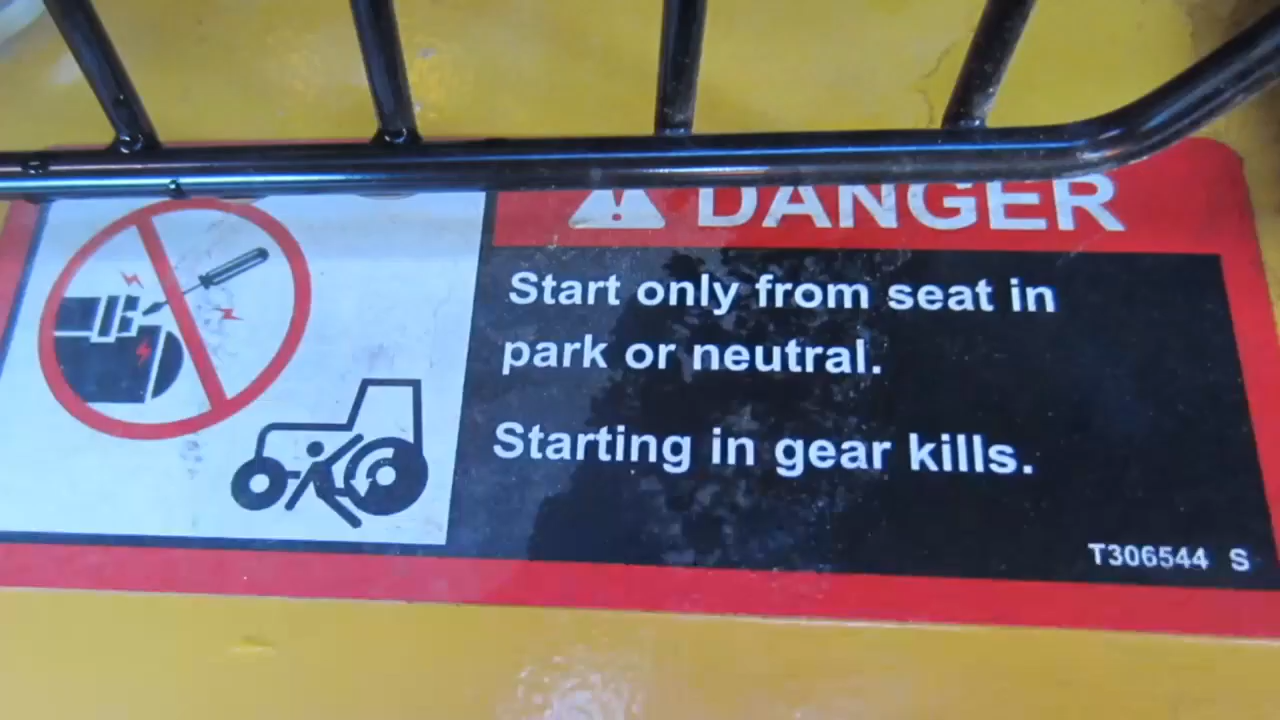 DANGER
Start only from seat in
park or neutral.
Starting in gear kills.
T306544 S